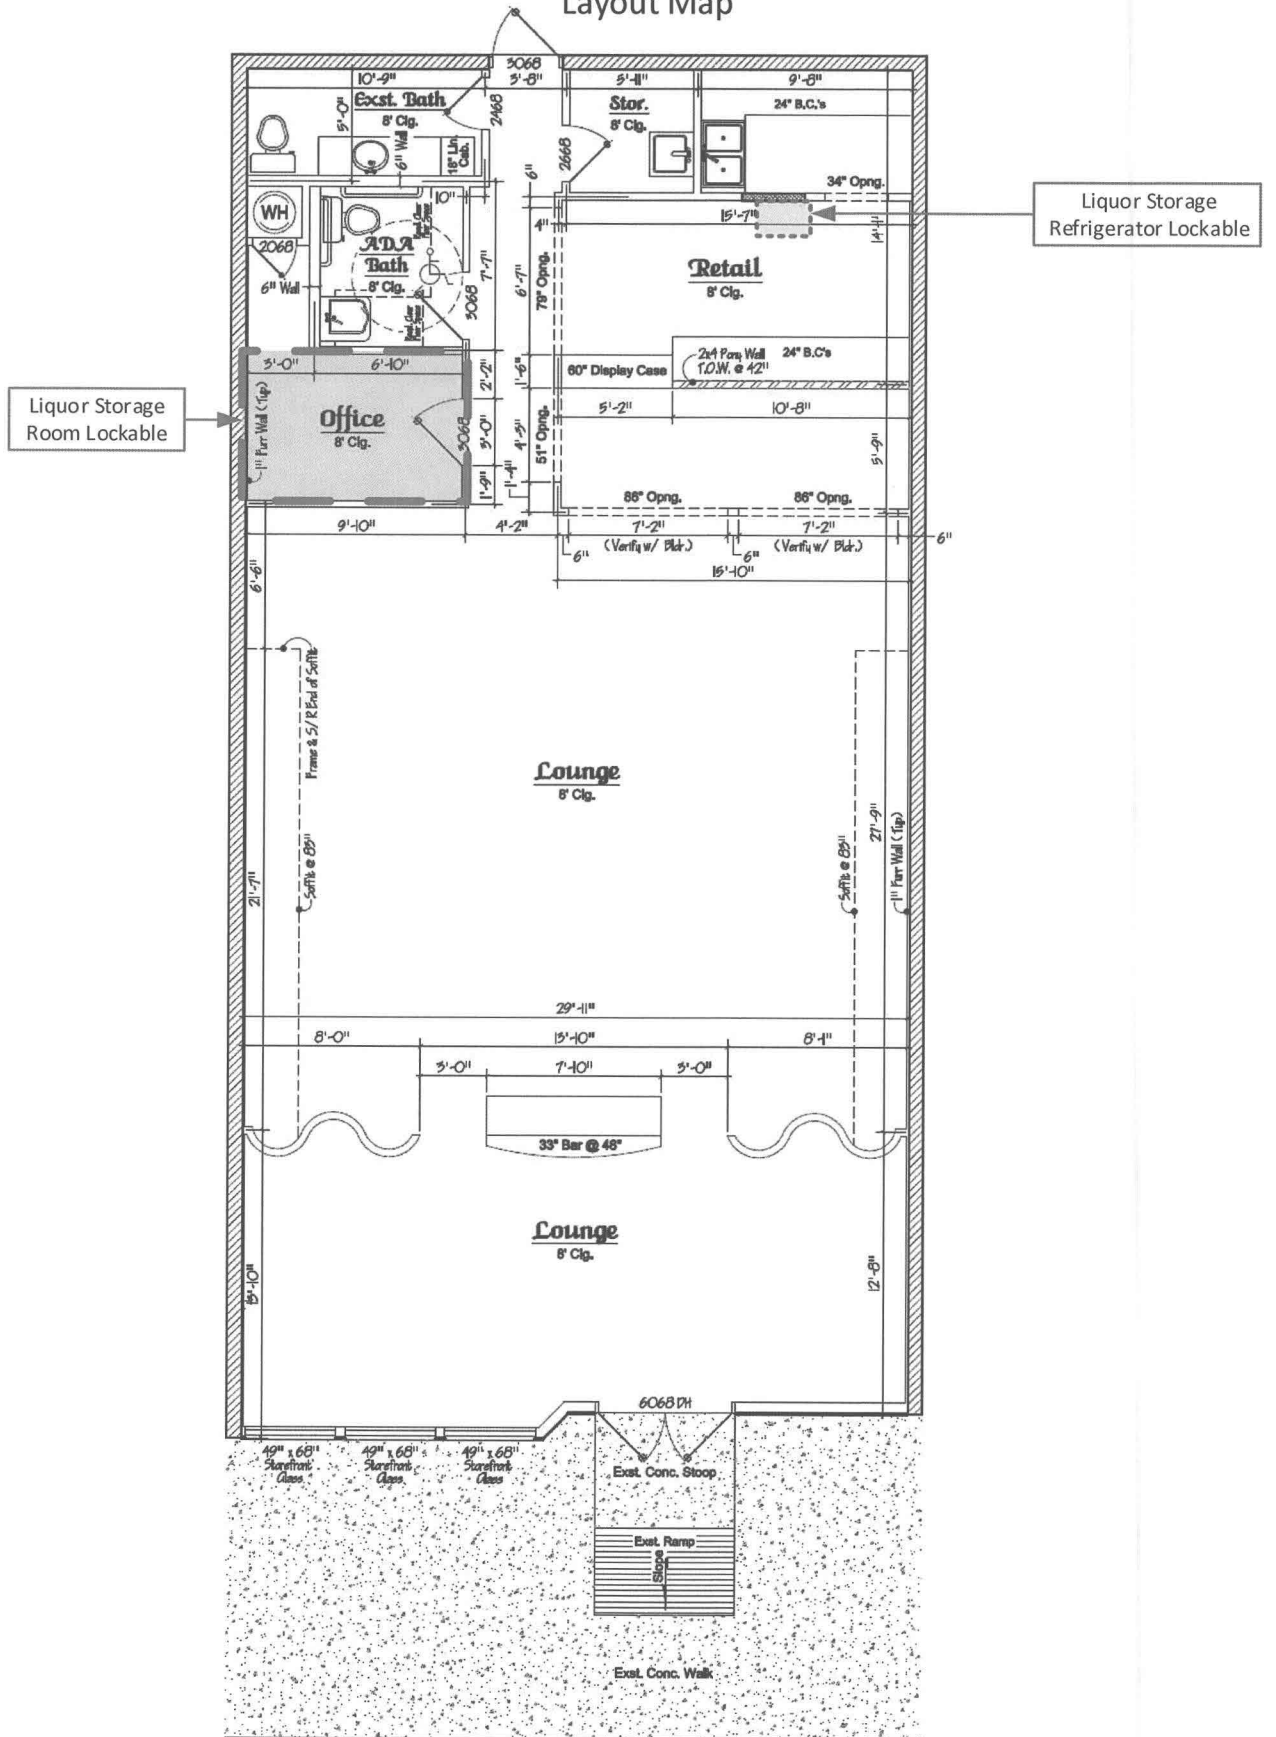 Layout Map
3068
10'-9"
3'-8"
5'-11"
9'-8"
Exst. Bath
8' Clg.
5'-0"
6" Wall
18" Lin.
Cab.
2468
Stor.
8' Clg.
2668
6"
24" B.C.'s
34" Opng.
Liquor Storage
Refrigerator Lockable
WH
2068
6" Wall
10"
ADA
Bath
8' Clg.
3068
7'-7"
4"
15'-7"
14'-1"
6'-7"
79" Opng.
Retail
8' Clg.
2x4 Pony Wall
T.O.W. @ 42"
24" B.C's
60" Display Case
1'-6"
3'-0"
6'-10"
2'-2"
Liquor Storage
Room Lockable
1" Furr Wall (Typ)
Office
8' Clg.
3068
3'-0"
1'-9"
51" Opng.
1'-4"
5'-2"
10'-8"
5'-9"
86" Opng.
86" Opng.
9'-10"
4'-2"
7'-2"
7'-2"
6"
(Verify w/ Bldr.)
6"
(Verify w/ Bldr.)
6"
15'-10"
6'-6"
Frame & S/R End of Soffit
Lounge
8' Clg.
Soffit @ 83"
Soffit @ 83"
27'-9"
1" Furr Wall (Typ)
21'-7"
29'-11"
8'-0"
13'-10"
8'-1"
3'-0"
7'-10"
3'-0"
33" Bar @ 48"
Lounge
8' Clg.
13'-10"
12'-8"
6068 DH
49" x 68"
Storefront
Glass
49" x 68"
Storefront
Glass
49" x 68"
Storefront
Glass
Exst. Conc. Stoop
Exst. Ramp
Slope
Exst. Conc. Walk